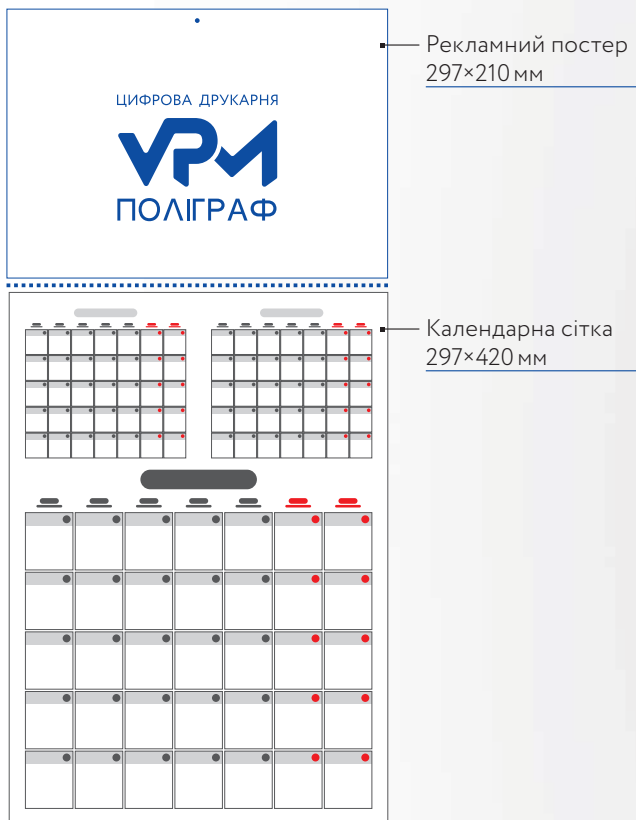 Рекламний постер
297×210 мм
ЦИФРОВА ДРУКАРНЯ
VPM
ПОЛІГРАФ
Календарна сітка
297×420 мм